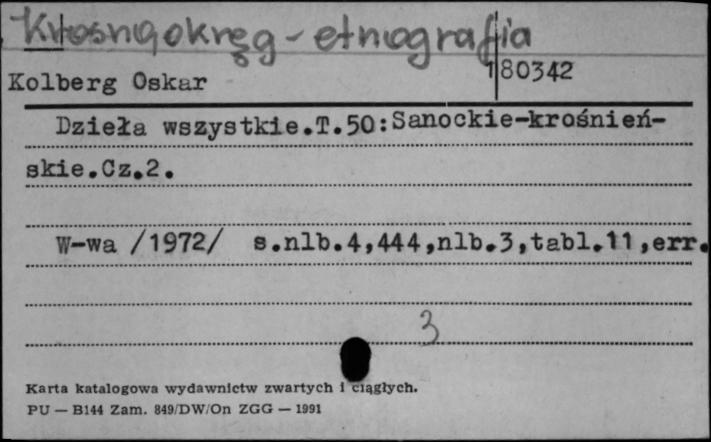 Krosno, okręg - etnografia
180342
Kolberg Oskar
Dzieła wszystkie.T.50:Sanockie-krośnień-
skie.Cz.2.
W-wa /1972/ s.nlb.4,444,nlb.3,tabl.11,err.
3
Karta katalogowa wydawnictw zwartych i ciągłych.
PU — B144 Zam. 849/DW/On ZGG — 1991